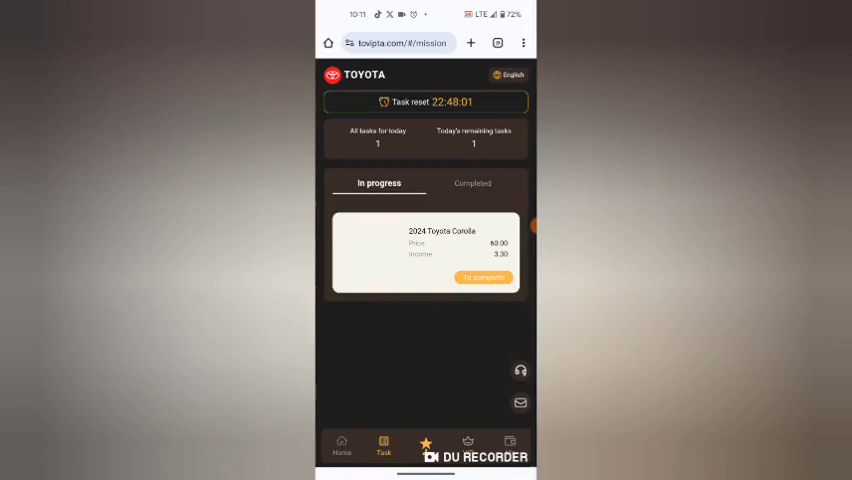 10:11 LTE 72%
tovipta.com/#/mission
TOYOTA English
Task reset 22:48:01
All tasks for today Today's remaining tasks
1 1
In progress Completed
2024 Toyota Corolla
Price 60.00
Income 3.30
To complete
Home Task
DU RECORDER